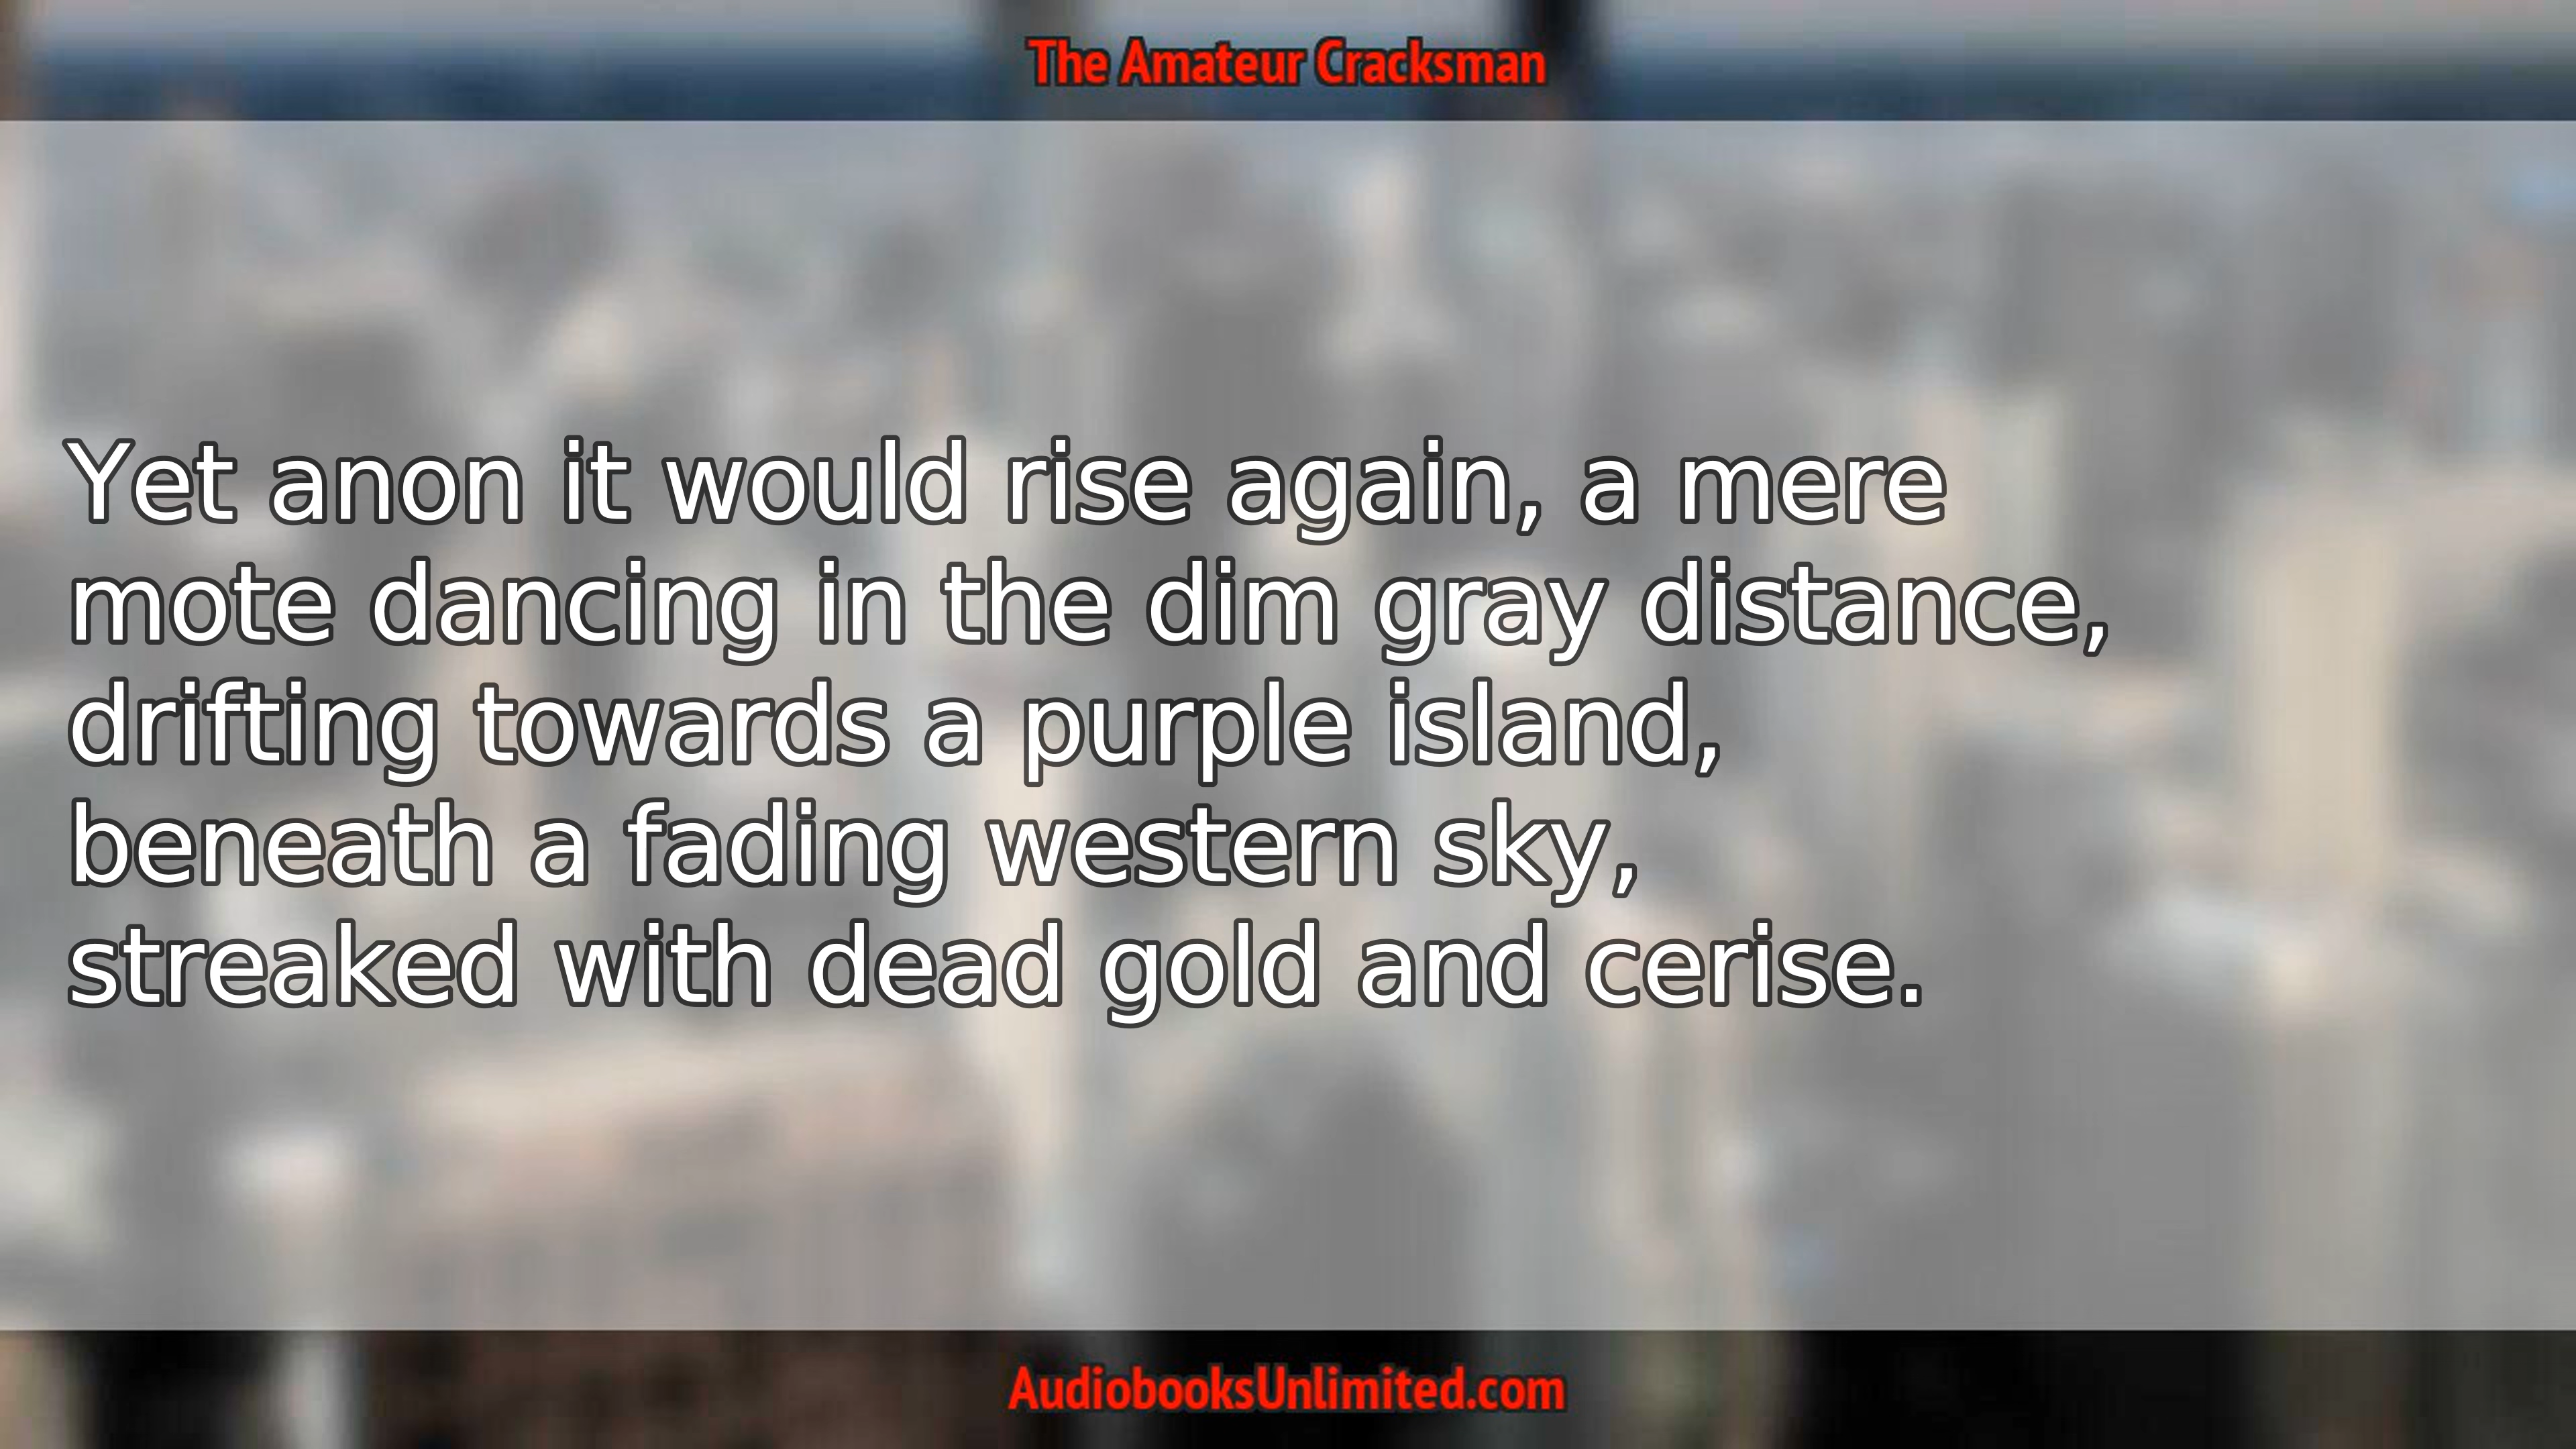 The Amateur Cracksman
Yet anon it would rise again, a mere
mote dancing in the dim gray distance,
drifting towards a purple island,
beneath a fading western sky,
streaked with dead gold and cerise.
AudiobooksUnlimited.com